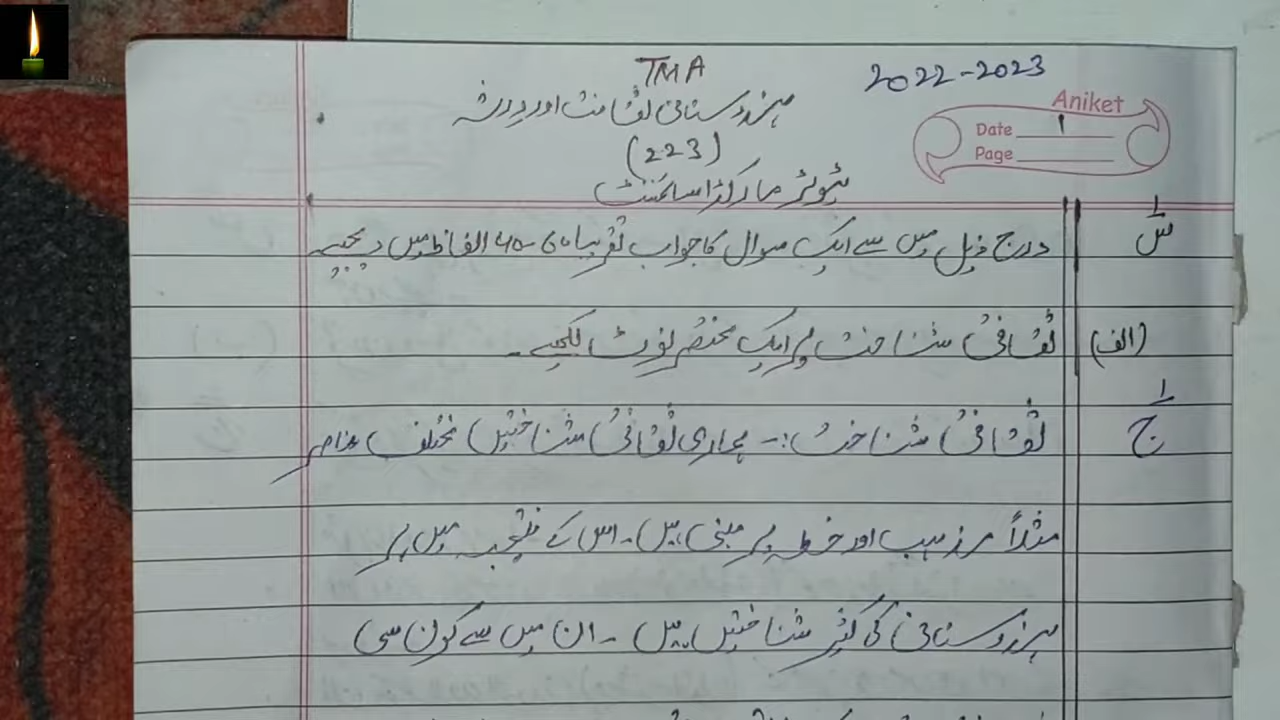 TMA
2022-2023
Aniket
ہندوستانی ثقافت اور ورثہ
Date 1
(223)
Page
ٹیوٹر مارکڈ اسائمنٹ
س 1 درج ذیل میں سے ایک سوال کا جواب تقریباً 60-40 الفاظ میں دیجیے
(الف) ثقافتی شناخت پر ایک مختصر نوٹ لکھیے۔
ج 1 ثقافتی شناخت :- ہماری ثقافتی شناختیں مختلف عناصر
مثلاً مذہب اور خطہ پر مبنی ہیں۔ اس کے نتیجہ میں ہر
ہندوستانی کی کثیر شناختیں ہیں ۔ ان میں سے کون سی